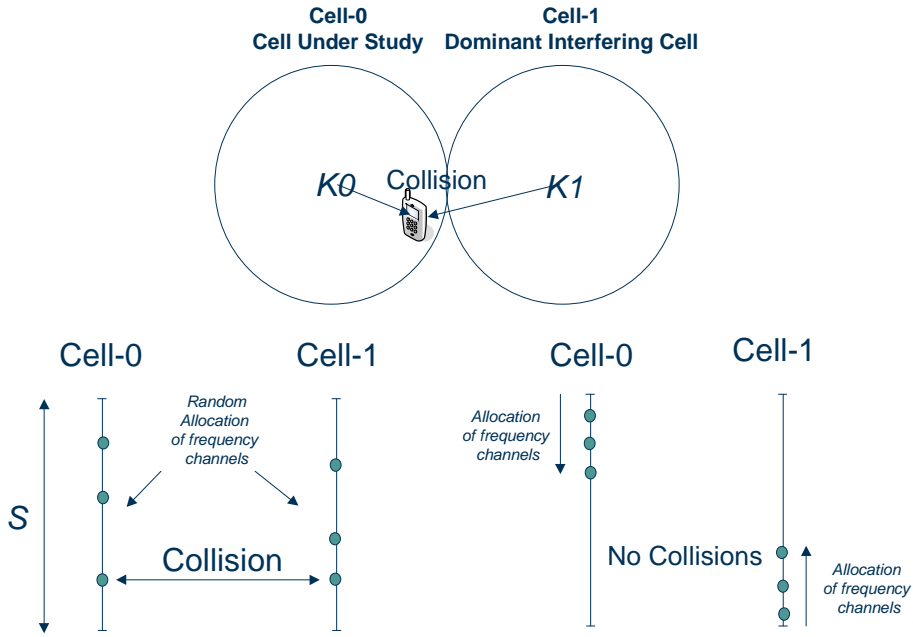 Cell-0
Cell Under Study
Cell-1
Dominant Interfering Cell
Collision
K0
K1
Cell-0
Cell-1
Cell-0
Cell-1
Random
Allocation
of frequency
channels
S
Collision
Allocation
of frequency
channels
No Collisions
Allocation
of frequency
channels